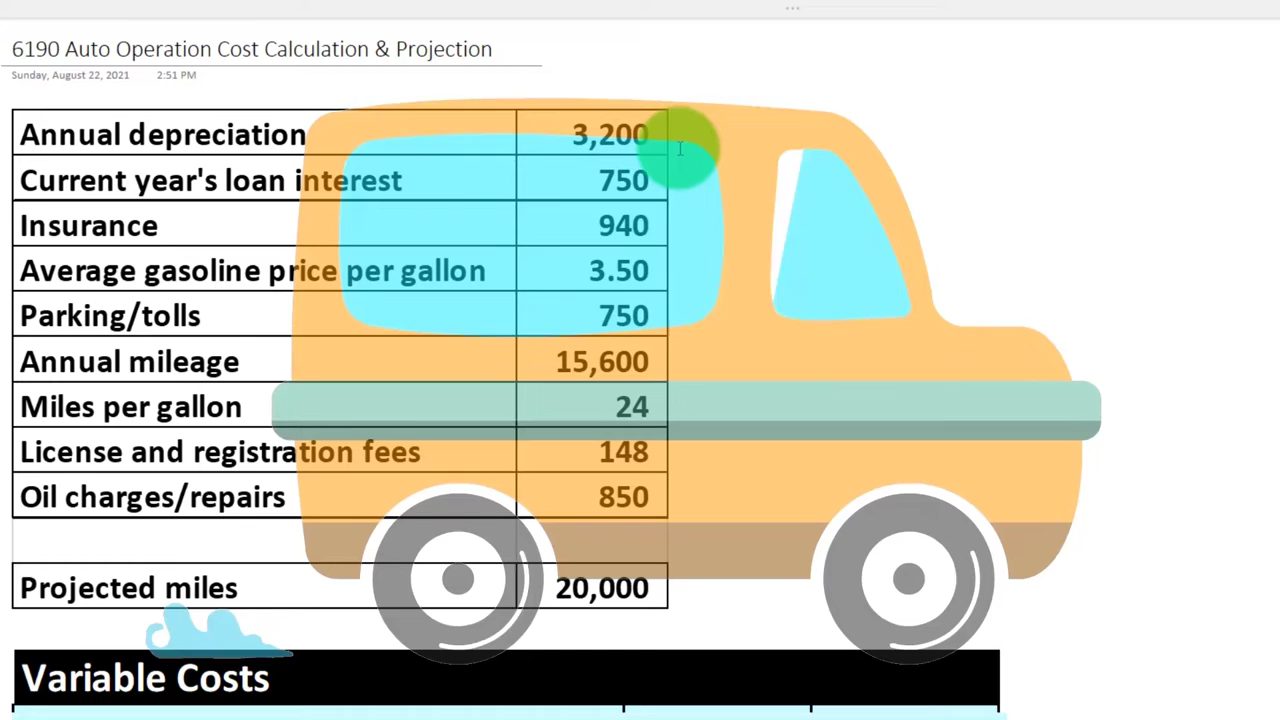 6190 Auto Operation Cost Calculation & Projection
Sunday, August 22, 2021 2:51 PM
Annual depreciation 3,200
Current year's loan interest 750
Insurance 940
Average gasoline price per gallon 3.50
Parking/tolls 750
Annual mileage 15,600
Miles per gallon 24
License and registration fees 148
Oil charges/repairs 850
Projected miles 20,000
Variable Costs